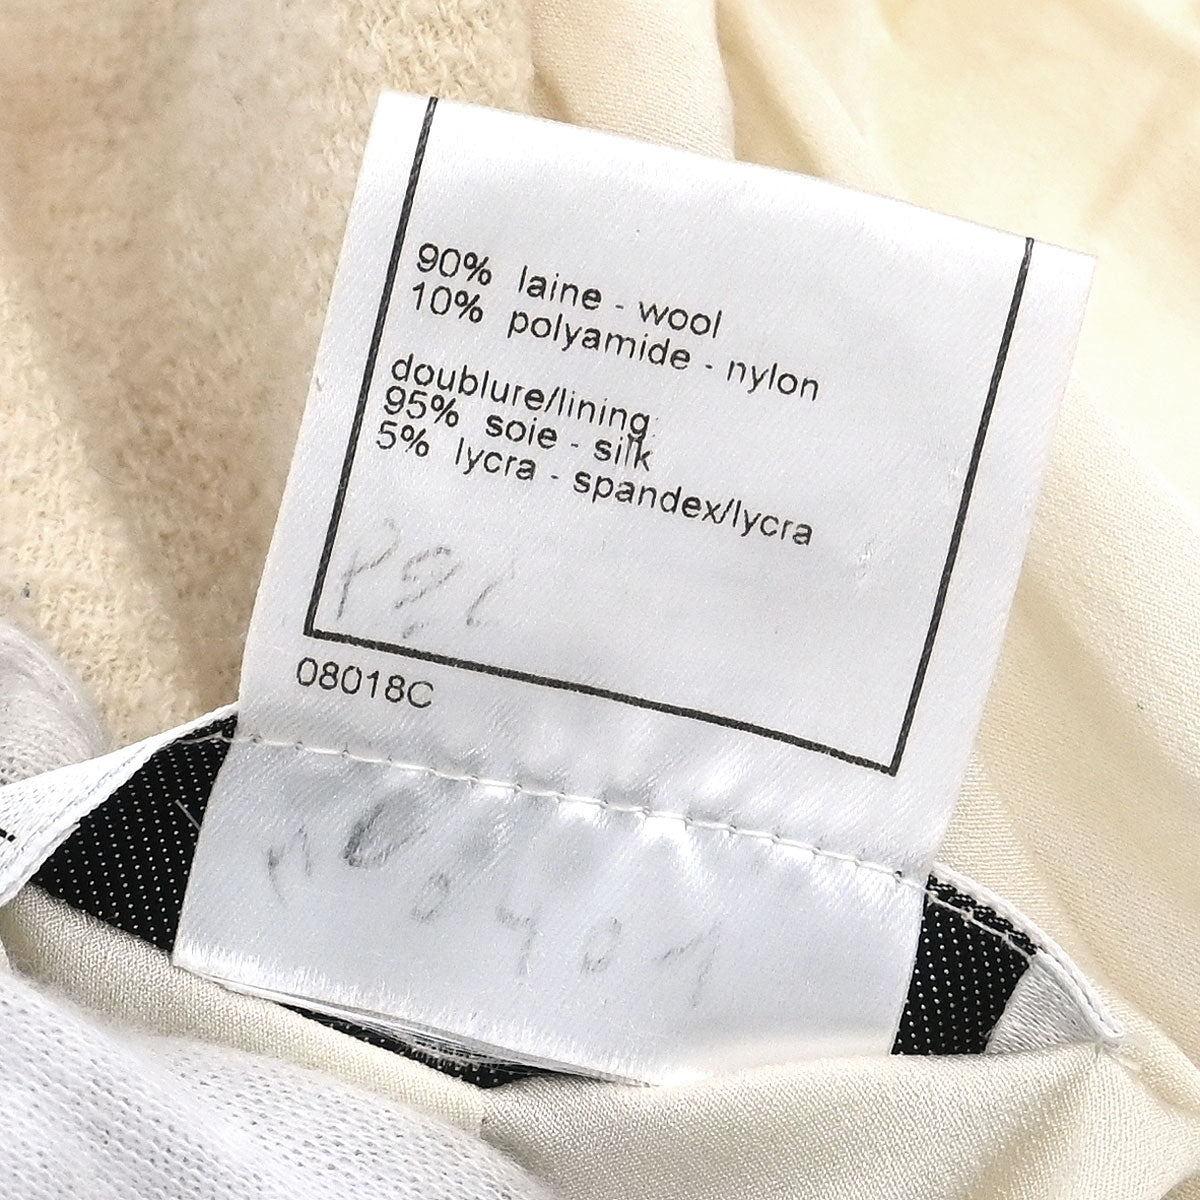 90% laine - wool
10% polyamide - nylon
doublure/lining
95% soie - silk
5% lycra - spandex/lycra
08018C